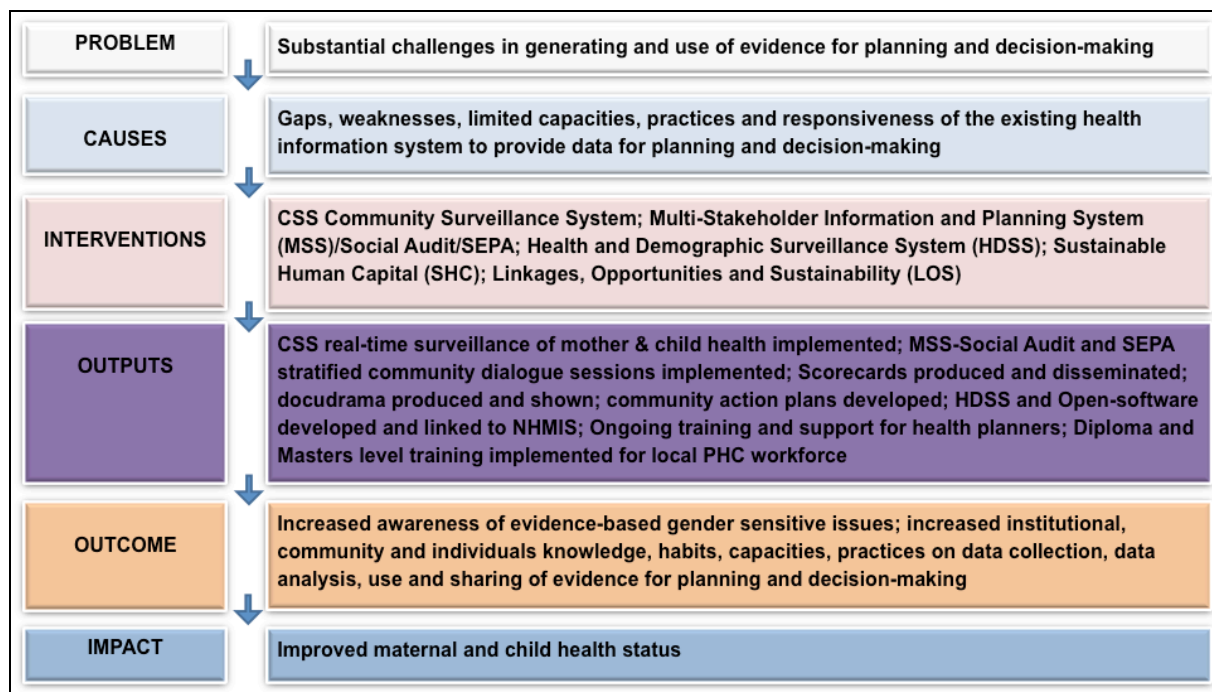 PROBLEM
Substantial challenges in generating and use of evidence for planning and decision-making
CAUSES
Gaps, weaknesses, limited capacities, practices and responsiveness of the existing health
information system to provide data for planning and decision-making
INTERVENTIONS
CSS Community Surveillance System; Multi-Stakeholder Information and Planning System
(MSS)/Social Audit/SEPA; Health and Demographic Surveillance System (HDSS); Sustainable
Human Capital (SHC); Linkages, Opportunities and Sustainability (LOS)
OUTPUTS
CSS real-time surveillance of mother & child health implemented; MSS-Social Audit and SEPA
stratified community dialogue sessions implemented; Scorecards produced and disseminated;
docudrama produced and shown; community action plans developed; HDSS and Open-software
developed and linked to NHMIS; Ongoing training and support for health planners; Diploma and
Masters level training implemented for local PHC workforce
OUTCOME
Increased awareness of evidence-based gender sensitive issues; increased institutional,
community and individuals knowledge, habits, capacities, practices on data collection, data
analysis, use and sharing of evidence for planning and decision-making
IMPACT
Improved maternal and child health status